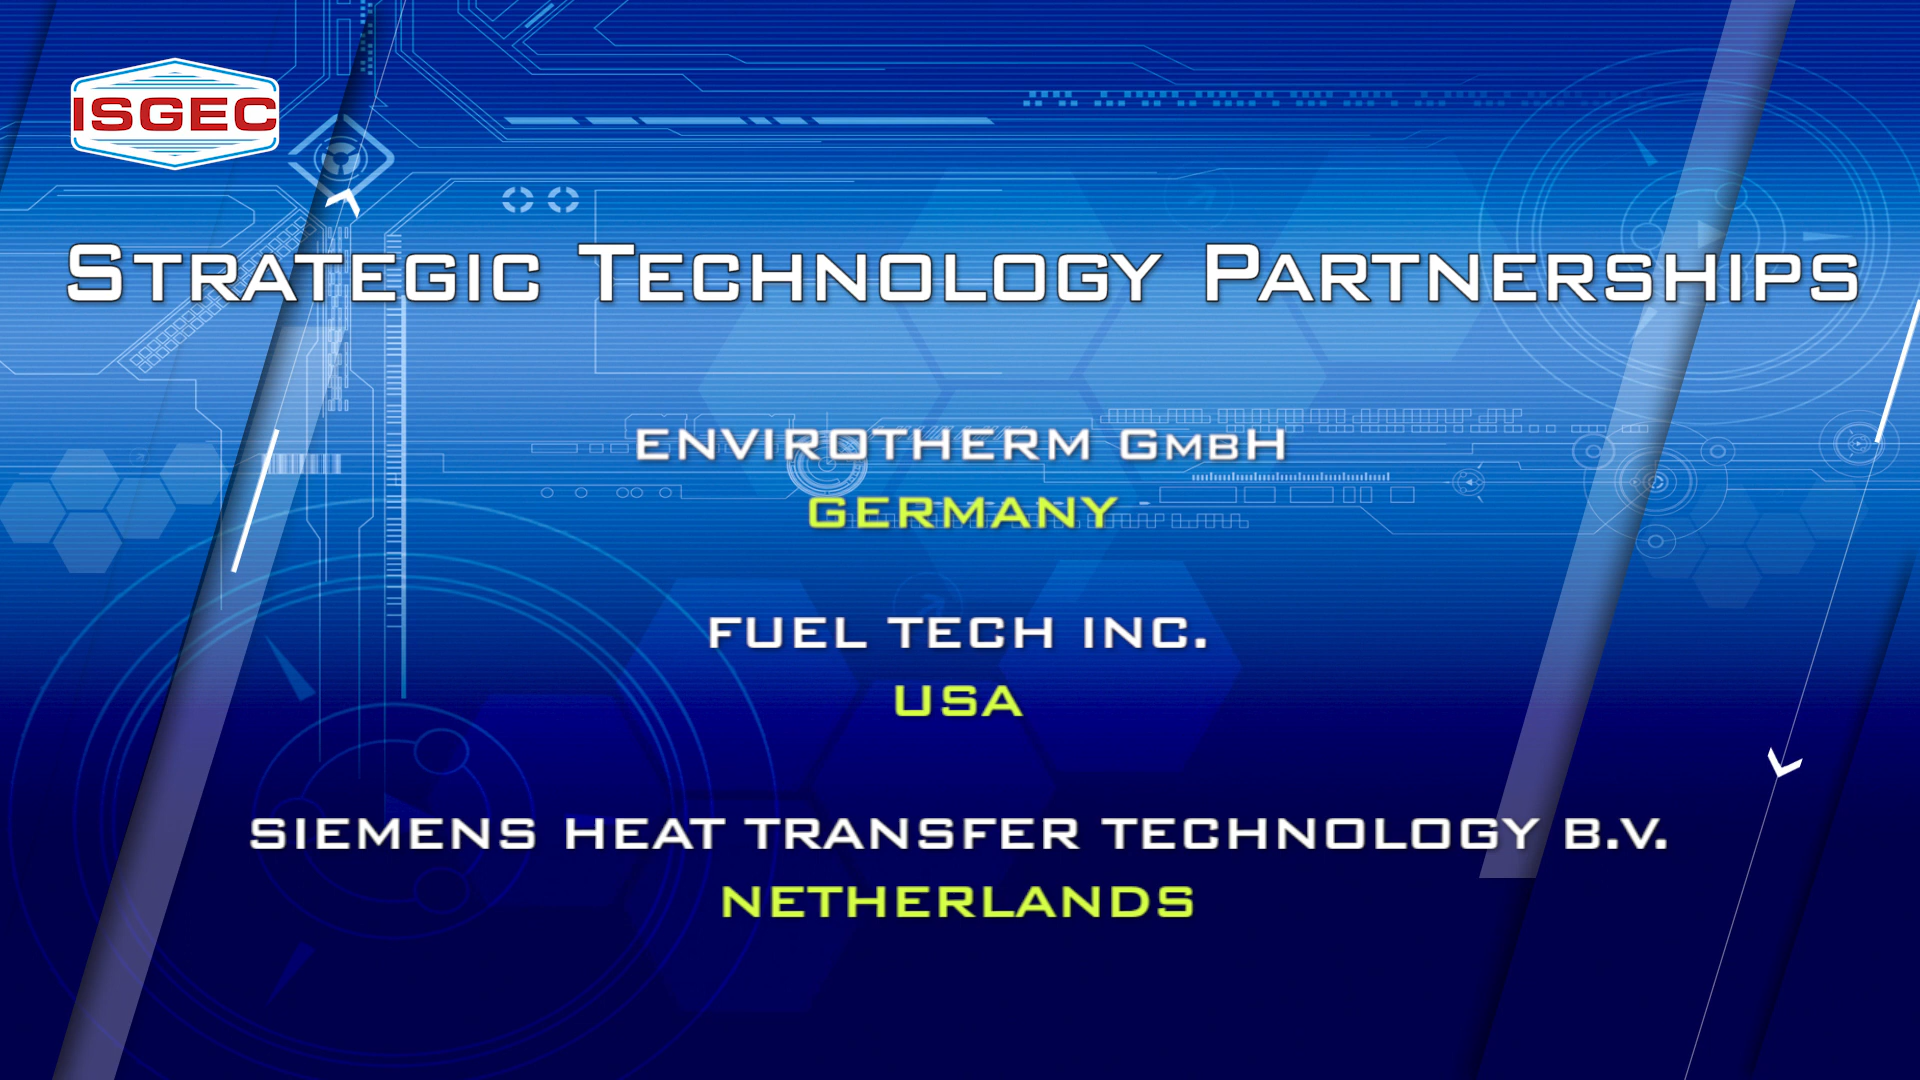 ISGEC
Strategic Technology Partnerships
ENVIROTHERM GmbH
GERMANY
FUEL TECH INC.
USA
SIEMENS HEAT TRANSFER TECHNOLOGY B.V.
NETHERLANDS